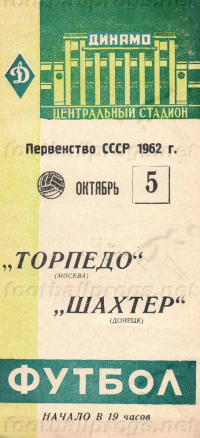 ДИНАМО
Д
ЦЕНТРАЛЬНЫЙ СТАДИОН
Первенство СССР 1962 г.
ОКТЯБРЬ 5
„ТОРПЕДО“
(МОСКВА)
„ШАХТЕР“
(ДОНЕЦК)
ФУТБОЛ
НАЧАЛО В 19 часов